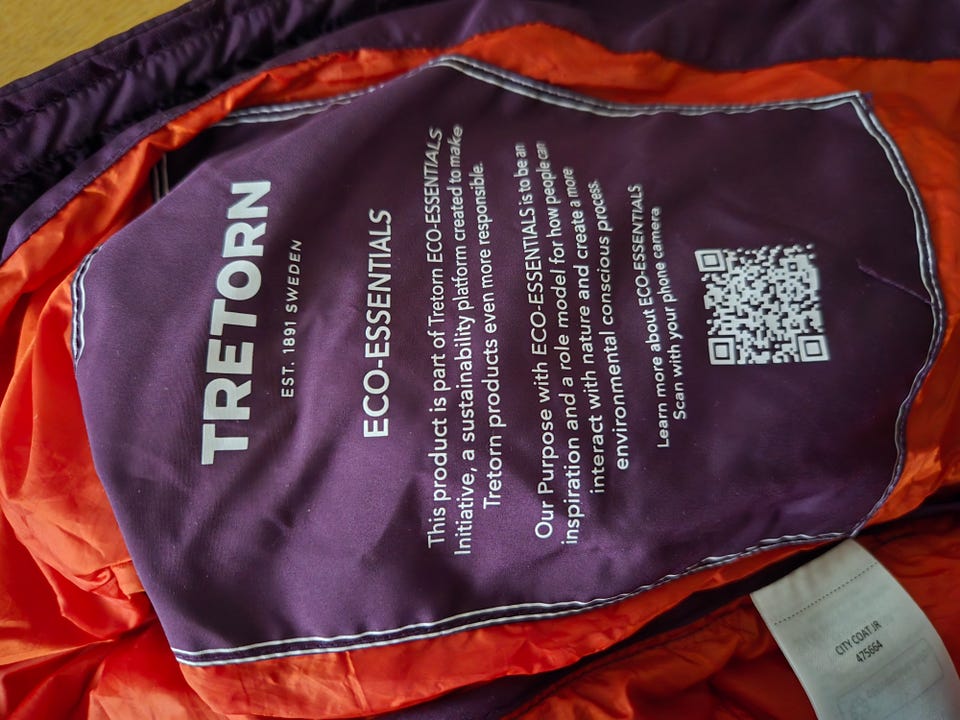 TRETORN
EST. 1891 SWEDEN
ECO-ESSENTIALS
This product is part of Tretorn ECO-ESSENTIALS
Initiative, a sustainability platform created to make
Tretorn products even more responsible.
Our Purpose with ECO-ESSENTIALS is to be an
inspiration and a role model for how people can
interact with nature and create a more
environmental conscious process.
Learn more about ECO-ESSENTIALS
Scan with your phone camera
CITY COAT JR
475664